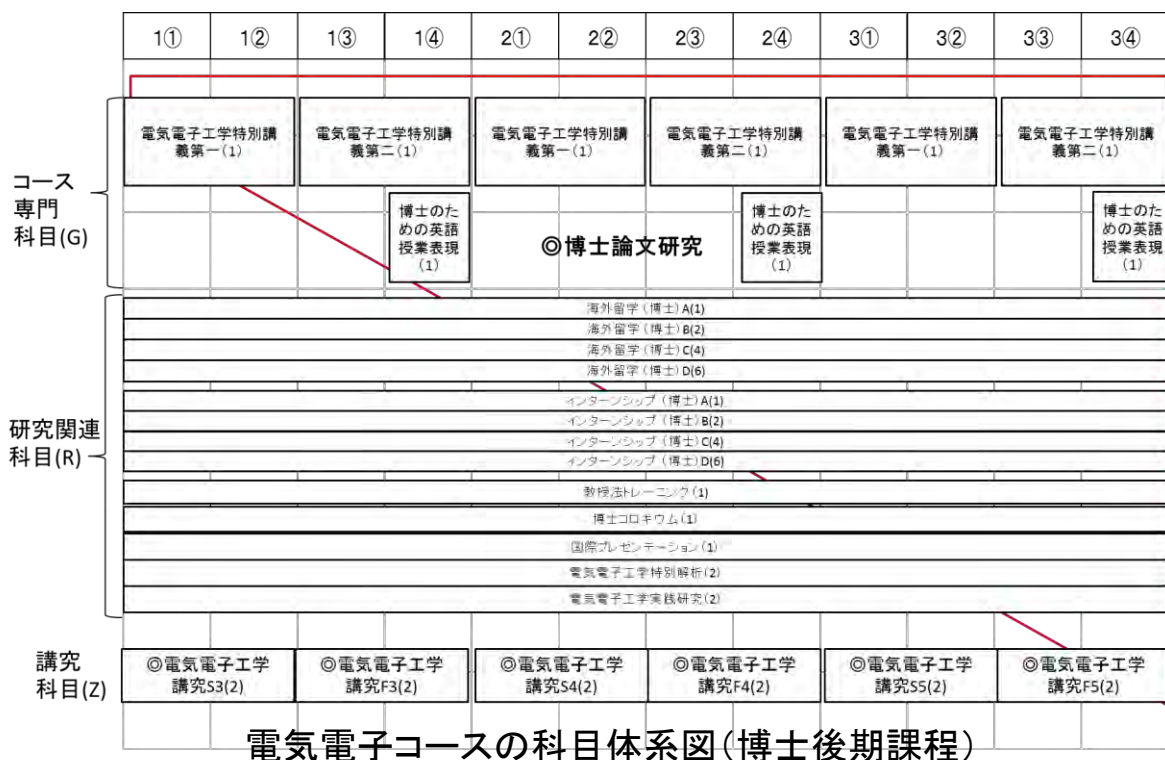 1① 1② 1③ 1④ 2① 2② 2③ 2④ 3① 3② 3③ 3④
コース
専門
科目(G)
電気電子工学特別講
義第一(1)
電気電子工学特別講
義第二(1)
電気電子工学特別講
義第一(1)
電気電子工学特別講
義第二(1)
電気電子工学特別講
義第一(1)
電気電子工学特別講
義第二(1)
博士のた
めの英語
授業表現
(1)
◎博士論文研究
博士のた
めの英語
授業表現
(1)
博士のた
めの英語
授業表現
(1)
研究関連
科目(R)
海外留学(博士)A(1)
海外留学(博士)B(2)
海外留学(博士)C(4)
海外留学(博士)D(6)
インターンシップ(博士)A(1)
インターンシップ(博士)B(2)
インターンシップ(博士)C(4)
インターンシップ(博士)D(6)
教授法トレーニング(1)
博士コロキウム(1)
国際プレゼンテーション(1)
電気電子工学特別解析(2)
電気電子工学実践研究(2)
講究
科目(Z)
◎電気電子工学
講究S3(2)
◎電気電子工学
講究F3(2)
◎電気電子工学
講究S4(2)
◎電気電子工学
講究F4(2)
◎電気電子工学
講究S5(2)
◎電気電子工学
講究F5(2)
電気電子コースの科目体系図(博士後期課程)